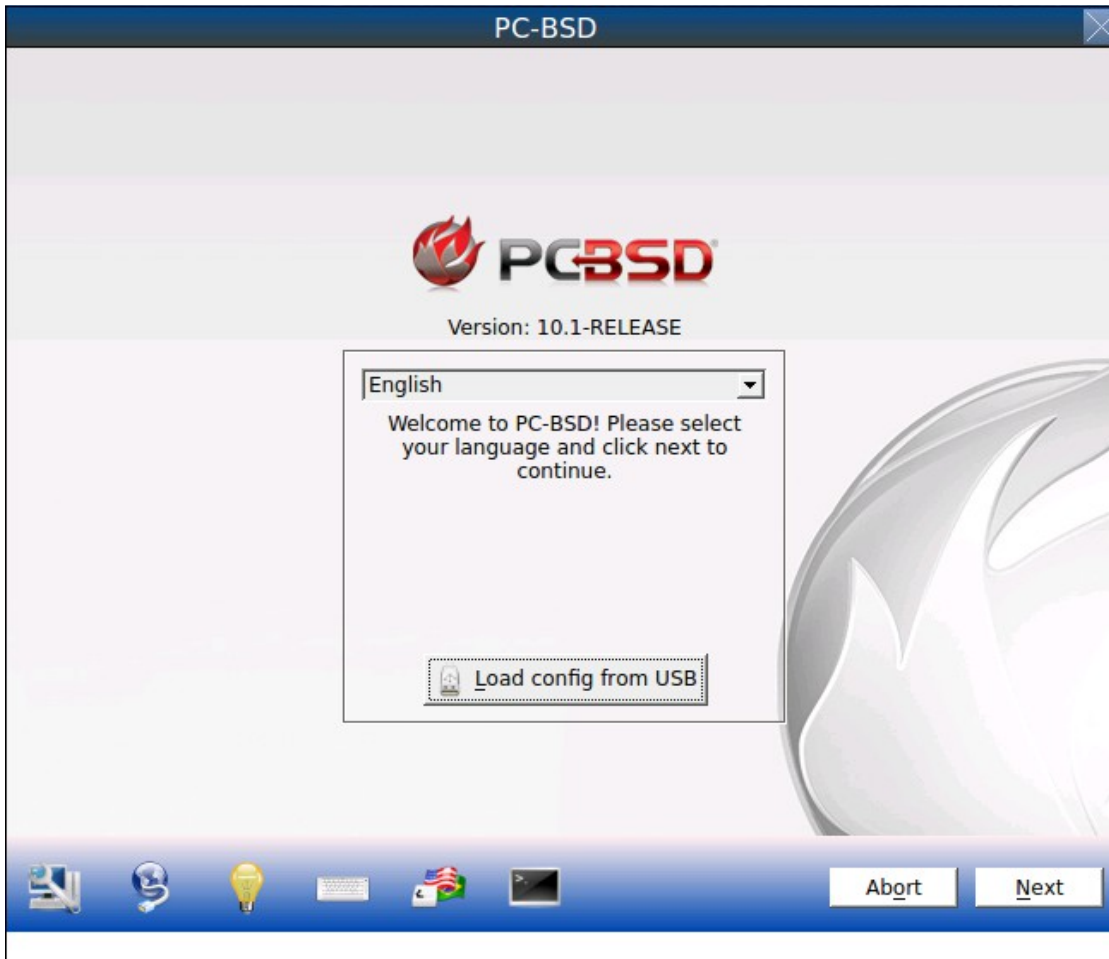 PC-BSD
PCBSD
Version: 10.1-RELEASE
English
Welcome to PC-BSD! Please select
your language and click next to
continue.
Load config from USB
Abort
Next